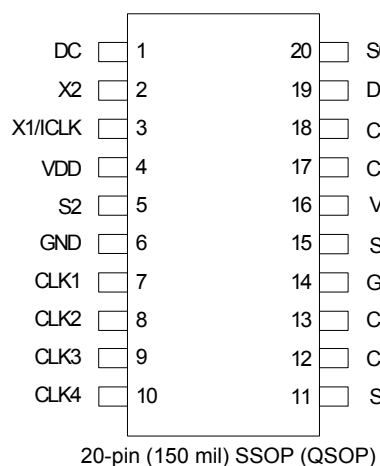 DC 1 20
X2 2 19
X1/ICLK 3 18
VDD 4 17
S2 5 16
GND 6 15
CLK1 7 14
CLK2 8 13
CLK3 9 12
CLK4 10 11
20-pin (150 mil) SSOP (QSOP)